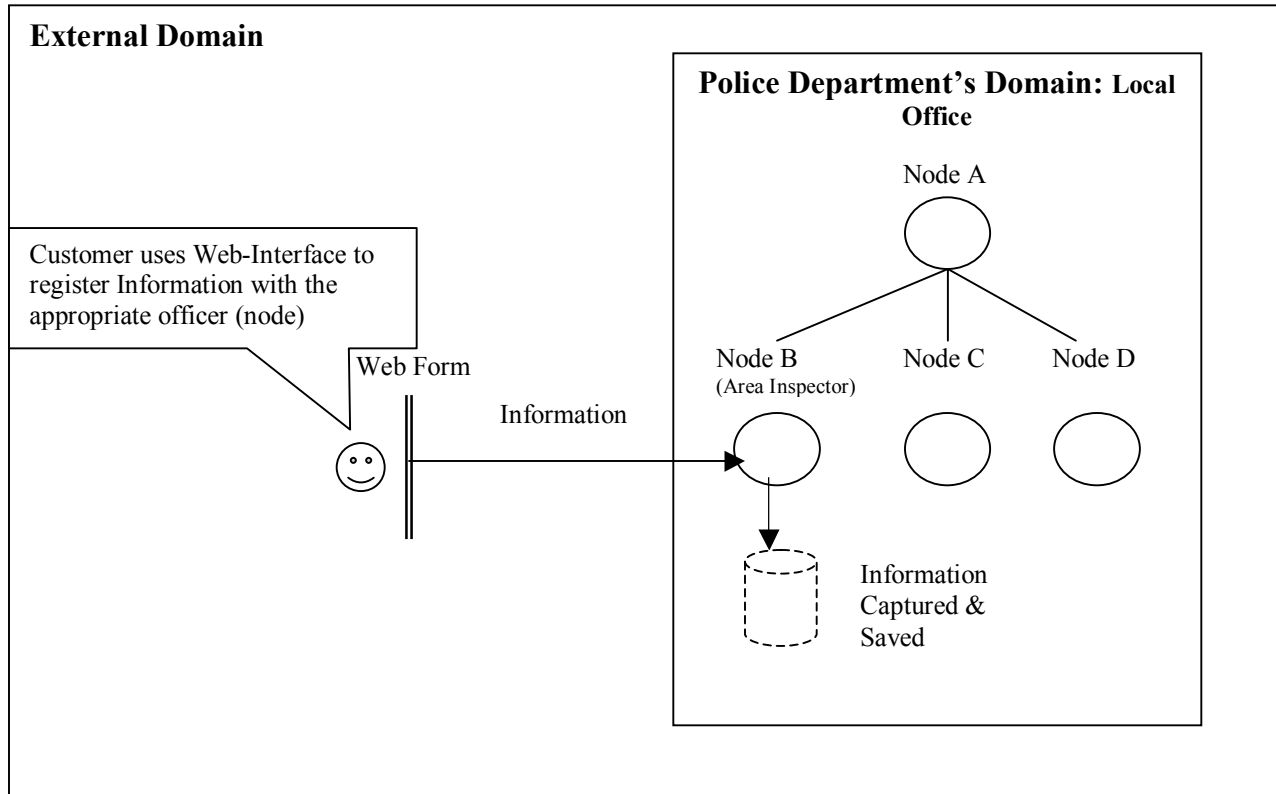 External Domain
Police Department's Domain: Local
Office
Node A
Customer uses Web-Interface to
register Information with the
appropriate officer (node)
Web Form
Node B
(Area Inspector)
Node C
Node D
Information
Information
Captured &
Saved